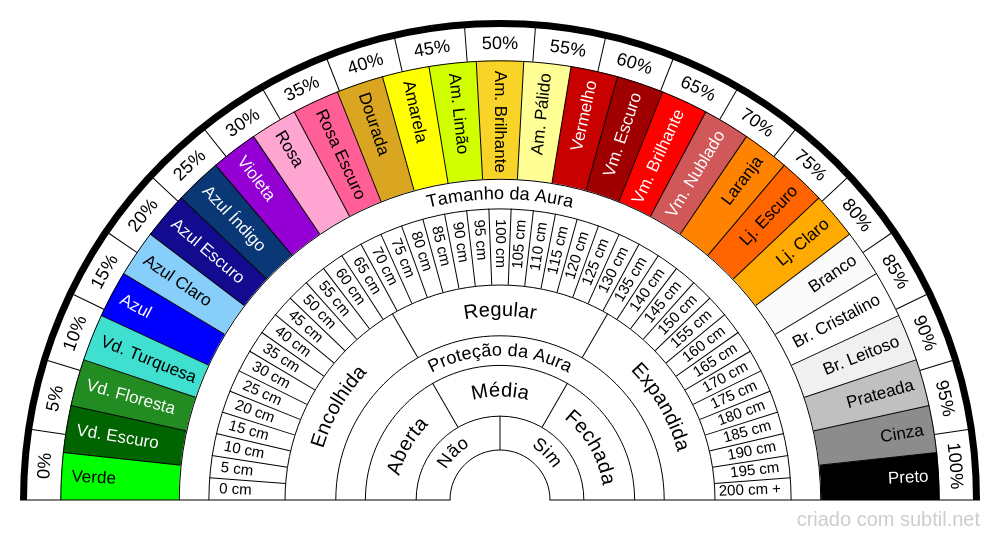 0%
5%
10%
15%
20%
25%
30%
35%
40%
45%
50%
55%
60%
65%
70%
75%
80%
85%
90%
95%
100%
Verde
Vd. Escuro
Vd. Floresta
Vd. Turquesa
Azul
Azul Claro
Azul Escuro
Azul Índigo
Violeta
Rosa
Rosa Escuro
Dourada
Amarela
Am. Limão
Am. Brilhante
Am. Pálido
Vermelho
Vm. Escuro
Vm. Brilhante
Vm. Nublado
Laranja
Lj. Escuro
Lj. Claro
Branco
Br. Cristalino
Br. Leitoso
Prateada
Cinza
Preto
Tamanho da Aura
0 cm
5 cm
10 cm
15 cm
20 cm
25 cm
30 cm
35 cm
40 cm
45 cm
50 cm
55 cm
60 cm
65 cm
70 cm
75 cm
80 cm
85 cm
90 cm
95 cm
100 cm
105 cm
110 cm
115 cm
120 cm
125 cm
130 cm
135 cm
140 cm
145 cm
150 cm
155 cm
160 cm
165 cm
170 cm
175 cm
180 cm
185 cm
190 cm
195 cm
200 cm +
Encolhida
Regular
Expandida
Proteção da Aura
Aberta
Média
Fechada
Não
Sim
criado com subtil.net